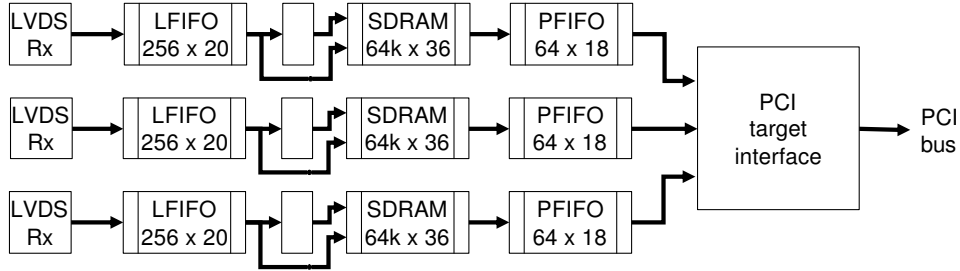 LVDS
Rx
LFIFO
256 x 20
SDRAM
64k x 36
PFIFO
64 x 18
LVDS
Rx
LFIFO
256 x 20
SDRAM
64k x 36
PFIFO
64 x 18
LVDS
Rx
LFIFO
256 x 20
SDRAM
64k x 36
PFIFO
64 x 18
PCI
target
interface
PCI
bus